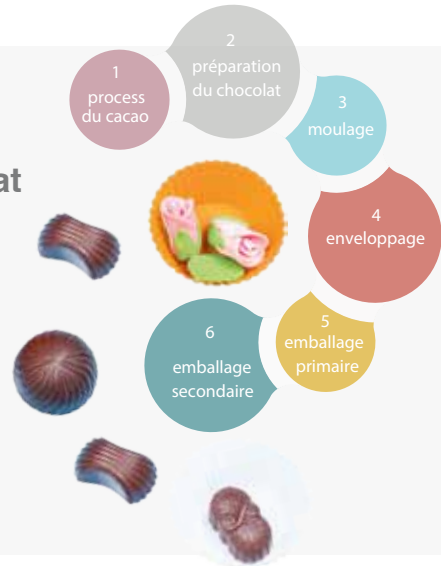 1
process
du cacao
2
préparation
du chocolat
3
moulage
at
4
enveloppage
5
emballage
primaire
6
emballage
secondaire